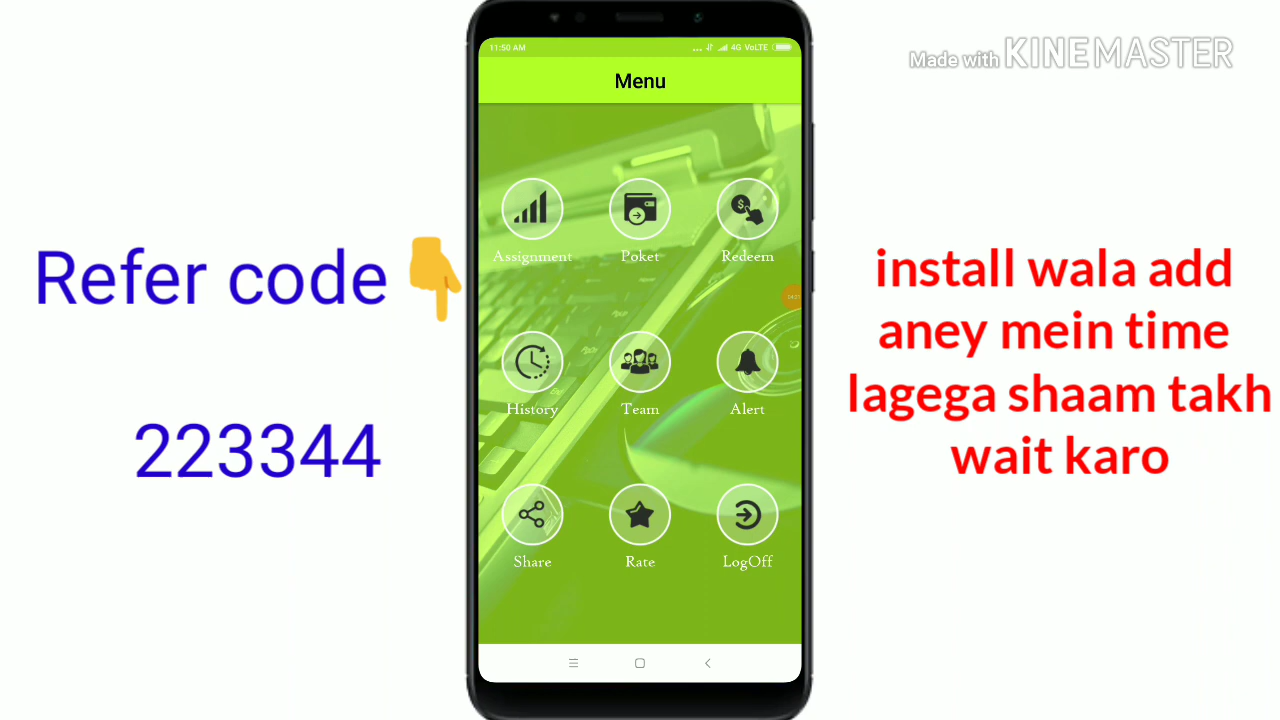 Made with KINEMASTER
11:50 AM
4G VoLTE
Menu
Assignment Poket Redeem
History Team Alert
Share Rate LogOff
Refer code
223344
install wala add
aney mein time
lagega shaam takh
wait karo